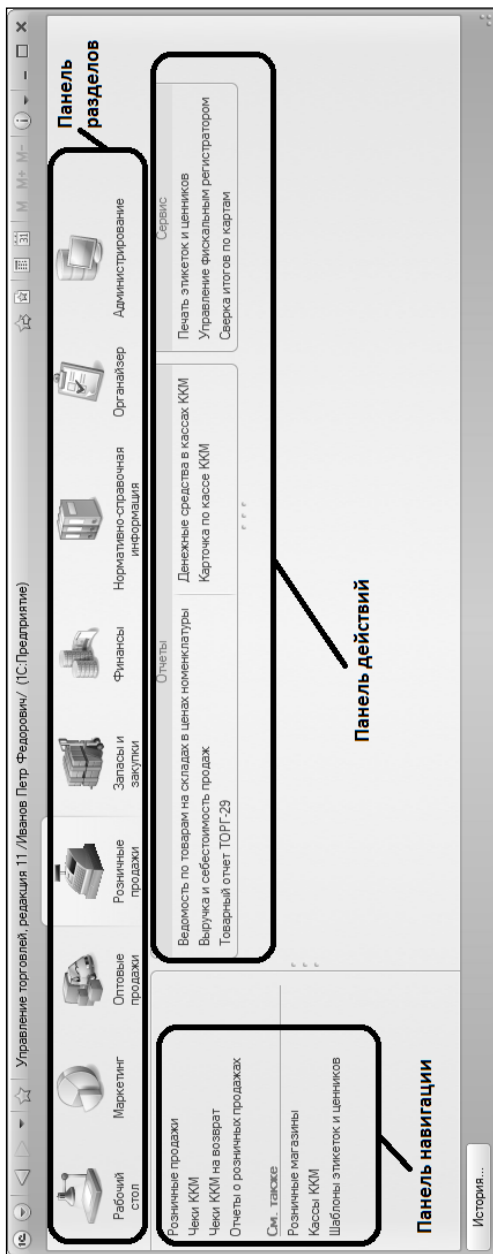 Управление торговлей, редакция 11 /Иванов Петр Федорович/ (1С:Предприятие)
M M+ M-
31
Панель
разделов
Рабочий
стол
Маркетинг
Оптовые
продажи
Розничные
продажи
Запасы и
закупки
Финансы
Нормативно-справочная
информация
Органайзер
Администрирование
Розничные продажи
Чеки ККМ
Чеки ККМ на возврат
Отчеты о розничных продажах
См. также
Розничные магазины
Кассы ККМ
Шаблоны этикеток и ценников
Отчеты
Ведомость по товарам на складах в ценах номенклатуры
Выручка и себестоимость продаж
Товарный отчет ТОРГ-29
Денежные средства в кассах ККМ
Карточка по кассе ККМ
Сервис
Печать этикеток и ценников
Управление фискальным регистратором
Сверка итогов по картам
Панель навигации
Панель действий
История...